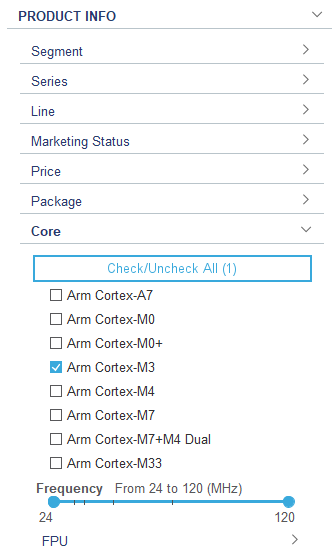 PRODUCT INFO
Segment
Series
Line
Marketing Status
Price
Package
Core
Check/Uncheck All (1)
Arm Cortex-A7
Arm Cortex-M0
Arm Cortex-M0+
Arm Cortex-M3
Arm Cortex-M4
Arm Cortex-M7
Arm Cortex-M7+M4 Dual
Arm Cortex-M33
Frequency From 24 to 120 (MHz)
24 120
FPU